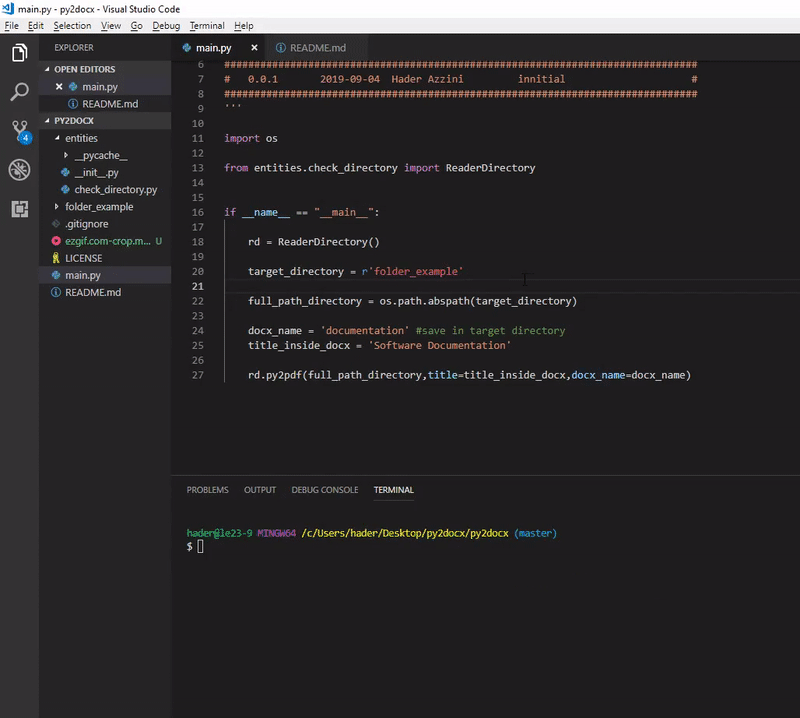 main.py - py2docx - Visual Studio Code
File Edit Selection View Go Debug Terminal Help
EXPLORER
OPEN EDITORS
main.py
README.md
PY2DOCX
entities
__pycache__
__init__.py
check_directory.py
folder_example
.gitignore
ezgif.com-crop.m... U
LICENSE
main.py
README.md
4
main.py × README.md
6 ################################################################################
7 # 0.0.1 2019-09-04 Hader Azzini innitial #
8 ################################################################################
9 '''
10
11 import os
12
13 from entities.check_directory import ReaderDirectory
14
15
16 if __name__ == "__main__":
17
18 rd = ReaderDirectory()
19
20 target_directory = r'folder_example'
21
22 full_path_directory = os.path.abspath(target_directory)
23
24 docx_name = 'documentation' #save in target directory
25 title_inside_docx = 'Software Documentation'
26
27 rd.py2pdf(full_path_directory,title=title_inside_docx,docx_name=docx_name)
PROBLEMS OUTPUT DEBUG CONSOLE TERMINAL
hader@le23-9 MINGW64 /c/Users/hader/Desktop/py2docx/py2docx (master)
$